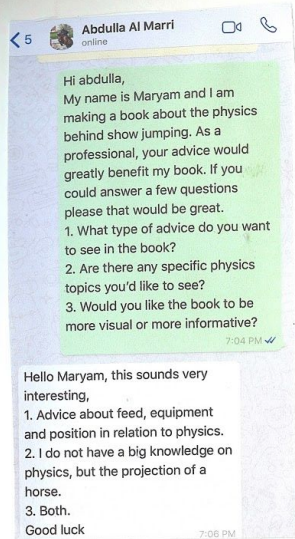 5
Abdulla Al Marri
online
Hi abdulla,
My name is Maryam and I am
making a book about the physics
behind show jumping. As a
professional, your advice would
greatly benefit my book. If you
could answer a few questions
please that would be great.
1. What type of advice do you want
to see in the book?
2. Are there any specific physics
topics you'd like to see?
3. Would you like the book to be
more visual or more informative?
7:04 PM
Hello Maryam, this sounds very
interesting,
1. Advice about feed, equipment
and position in relation to physics.
2. I do not have a big knowledge on
physics, but the projection of a
horse.
3. Both.
Good luck
7:06 PM